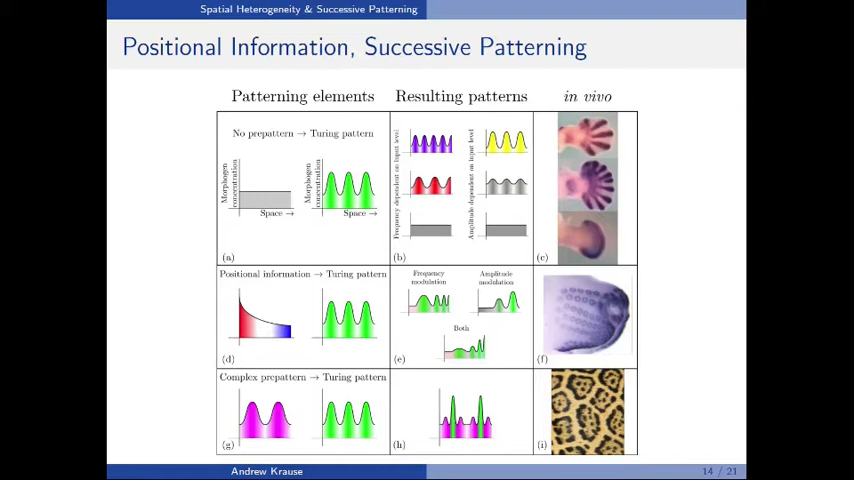 Spatial Heterogeneity & Successive Patterning
Positional Information, Successive Patterning
Patterning elements
Resulting patterns
in vivo
No prepattern → Turing pattern
Morphogen
concentration
Space →
Morphogen
concentration
Space →
(a)
Frequency dependent on input level
Amplitude dependent on input level
(b)
(c)
Positional information → Turing pattern
(d)
Frequency
modulation
Amplitude
modulation
Both
(e)
(f)
Complex prepattern → Turing pattern
(g)
(h)
(i)
Andrew Krause
14 / 21